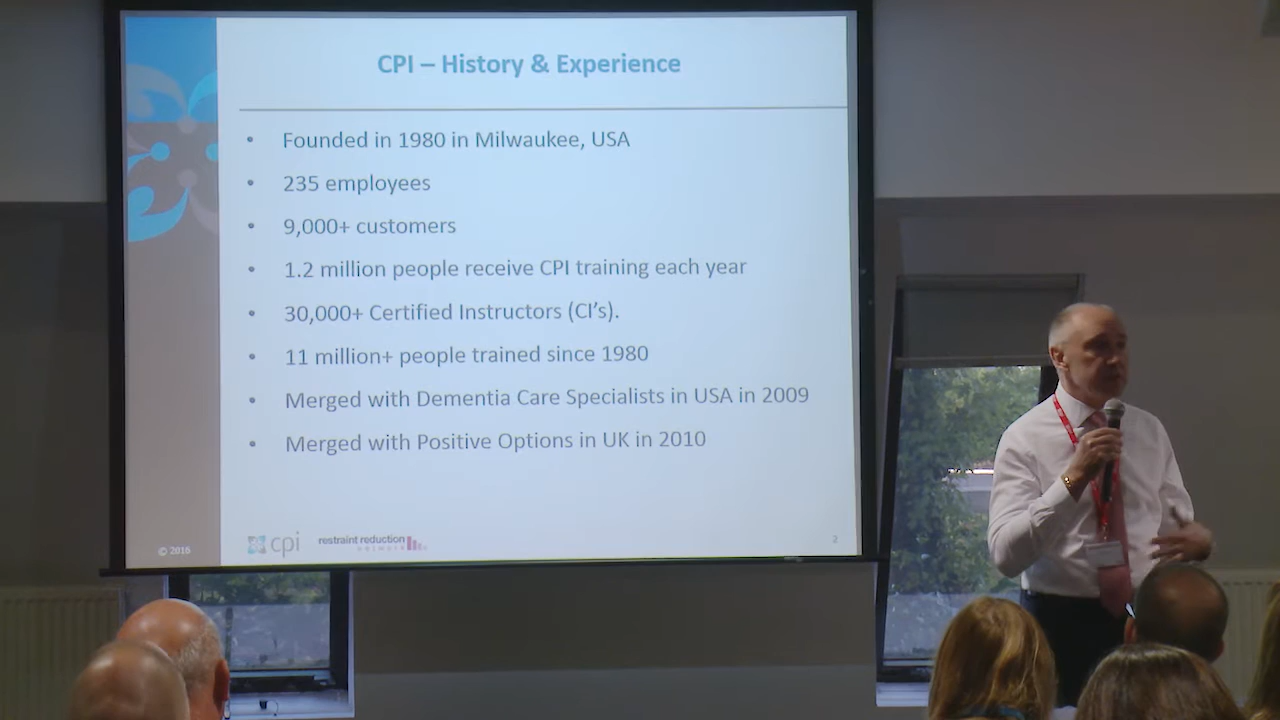 CPI – History & Experience
• Founded in 1980 in Milwaukee, USA
• 235 employees
• 9,000+ customers
• 1.2 million people receive CPI training each year
• 30,000+ Certified Instructors (CI's).
• 11 million+ people trained since 1980
• Merged with Dementia Care Specialists in USA in 2009
• Merged with Positive Options in UK in 2010
© 2016
cpi
restraint reduction
network
2